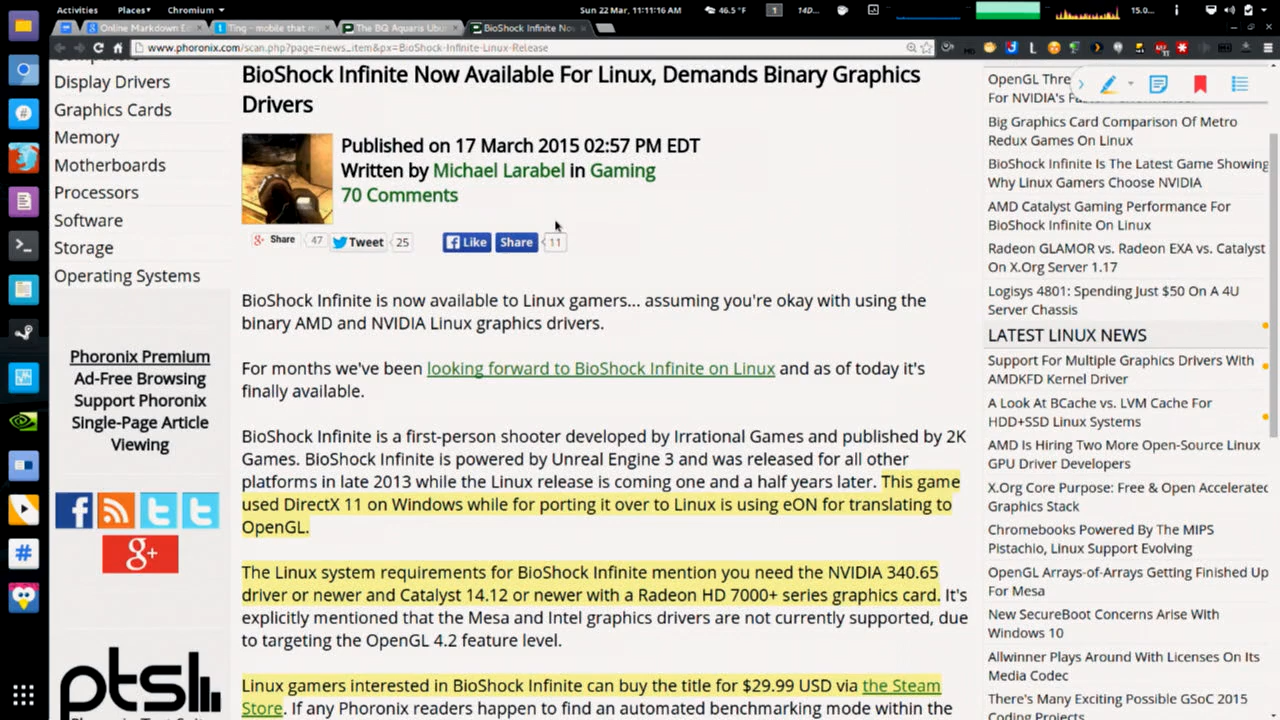 Activities Places Chromium Sun 22 Mar, 11:11:16 AM 46.5 °F 1 14D... 15.0...
Online Markdown E
Ting - mobile that m
The BQ Aquaris Ubun
BioShock Infinite No
www.phoronix.com/scan.php?page=news_item&px=BioShock-Infinite-Linux-Release
Display Drivers
Graphics Cards
Memory
Motherboards
Processors
Software
Storage
Operating Systems
Phoronix Premium
Ad-Free Browsing
Support Phoronix
Single-Page Article
Viewing
ptsl
BioShock Infinite Now Available For Linux, Demands Binary Graphics
Drivers
Published on 17 March 2015 02:57 PM EDT
Written by Michael Larabel in Gaming
70 Comments
Share 47 Tweet 25 Like Share 11
BioShock Infinite is now available to Linux gamers... assuming you're okay with using the
binary AMD and NVIDIA Linux graphics drivers.
For months we've been looking forward to BioShock Infinite on Linux and as of today it's
finally available.
BioShock Infinite is a first-person shooter developed by Irrational Games and published by 2K
Games. BioShock Infinite is powered by Unreal Engine 3 and was released for all other
platforms in late 2013 while the Linux release is coming one and a half years later. This game
used DirectX 11 on Windows while for porting it over to Linux is using eON for translating to
OpenGL.
The Linux system requirements for BioShock Infinite mention you need the NVIDIA 340.65
driver or newer and Catalyst 14.12 or newer with a Radeon HD 7000+ series graphics card. It's
explicitly mentioned that the Mesa and Intel graphics drivers are not currently supported, due
to targeting the OpenGL 4.2 feature level.
Linux gamers interested in BioShock Infinite can buy the title for $29.99 USD via the Steam
Store. If any Phoronix readers happen to find an automated benchmarking mode within the
OpenGL Thre
For NVIDIA's
Big Graphics Card Comparison Of Metro
Redux Games On Linux
BioShock Infinite Is The Latest Game Showing
Why Linux Gamers Choose NVIDIA
AMD Catalyst Gaming Performance For
BioShock Infinite On Linux
Radeon GLAMOR vs. Radeon EXA vs. Catalyst
On X.Org Server 1.17
Logisys 4801: Spending Just $50 On A 4U
Server Chassis
LATEST LINUX NEWS
Support For Multiple Graphics Drivers With
AMDKFD Kernel Driver
A Look At BCache vs. LVM Cache For
HDD+SSD Linux Systems
AMD Is Hiring Two More Open-Source Linux
GPU Driver Developers
X.Org Core Purpose: Free & Open Accelerated
Graphics Stack
Chromebooks Powered By The MIPS
Pistachio, Linux Support Evolving
OpenGL Arrays-of-Arrays Getting Finished Up
For Mesa
New SecureBoot Concerns Arise With
Windows 10
Allwinner Plays Around With Licenses On Its
Media Codec
There's Many Exciting Possible GSoC 2015
Coding Projects